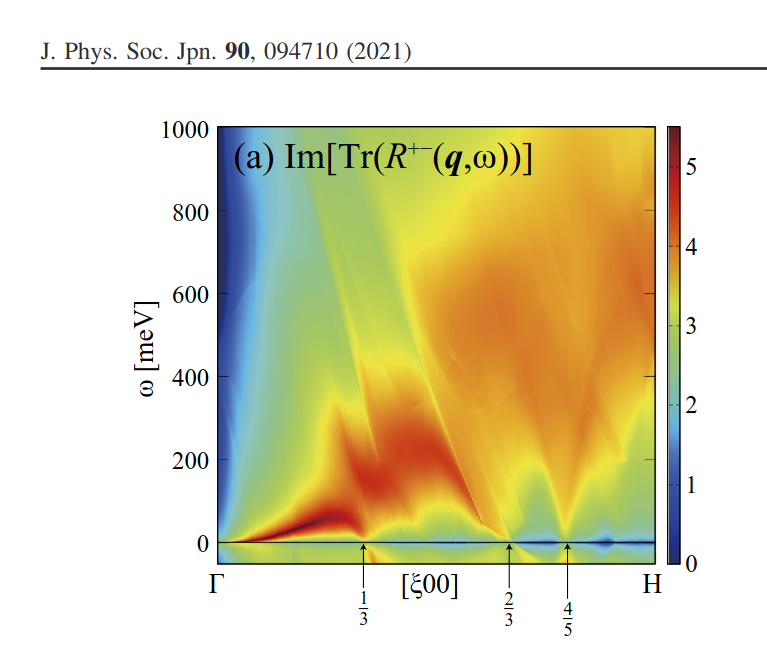 J. Phys. Soc. Jpn. 90, 094710 (2021)
(a) Im[Tr(R⁺⁻(q,ω))]
1000
800
600
400
200
0
ω [meV]
5
4
3
2
1
0
Γ
[ξ00]
H
1/3
2/3
4/5